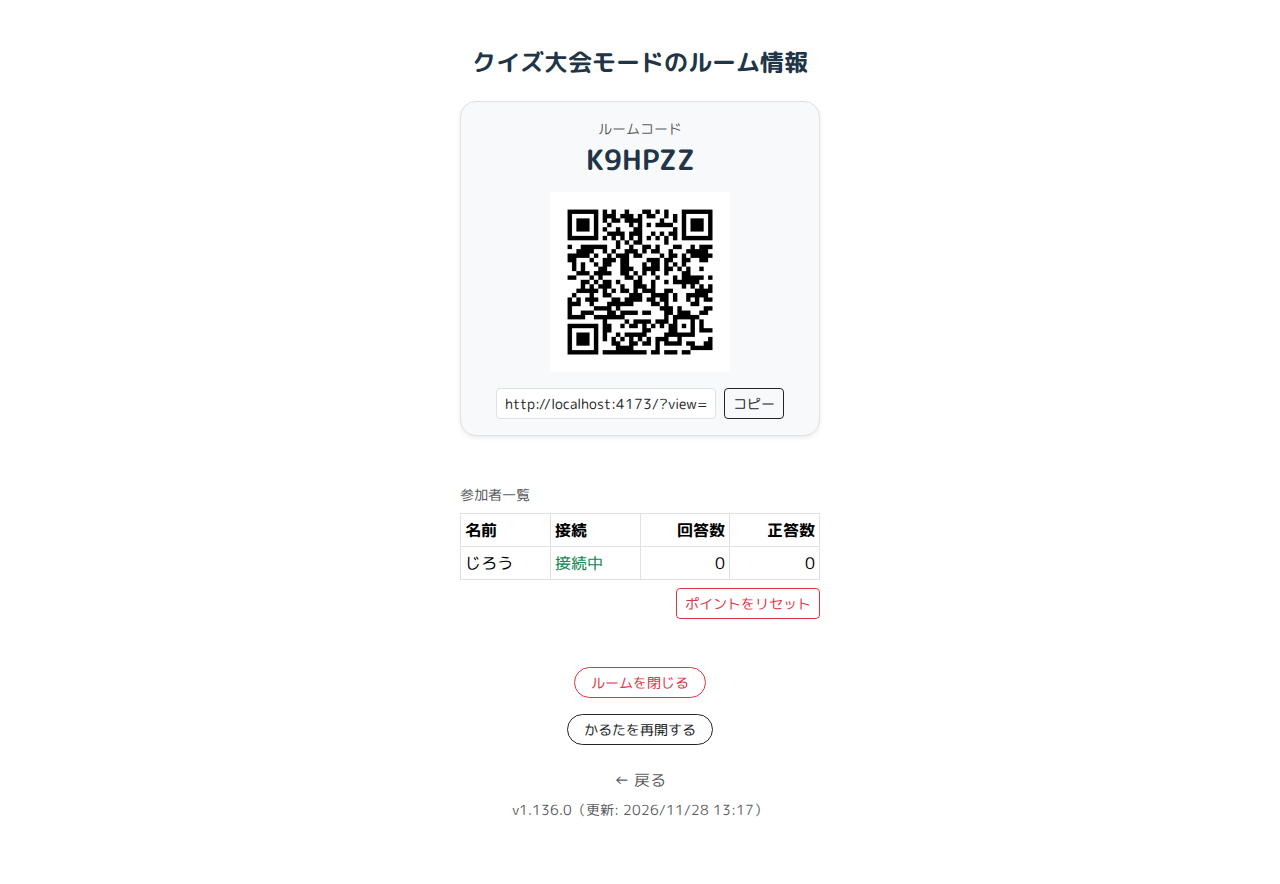 クイズ大会モードのルーム情報
ルームコード
K9HPZZ
http://localhost:4173/?view=
コピー
参加者一覧
名前 接続 回答数 正答数
じろう 接続中 0 0
ポイントをリセット
ルームを閉じる
かるたを再開する
← 戻る
v1.136.0（更新: 2026/11/28 13:17）